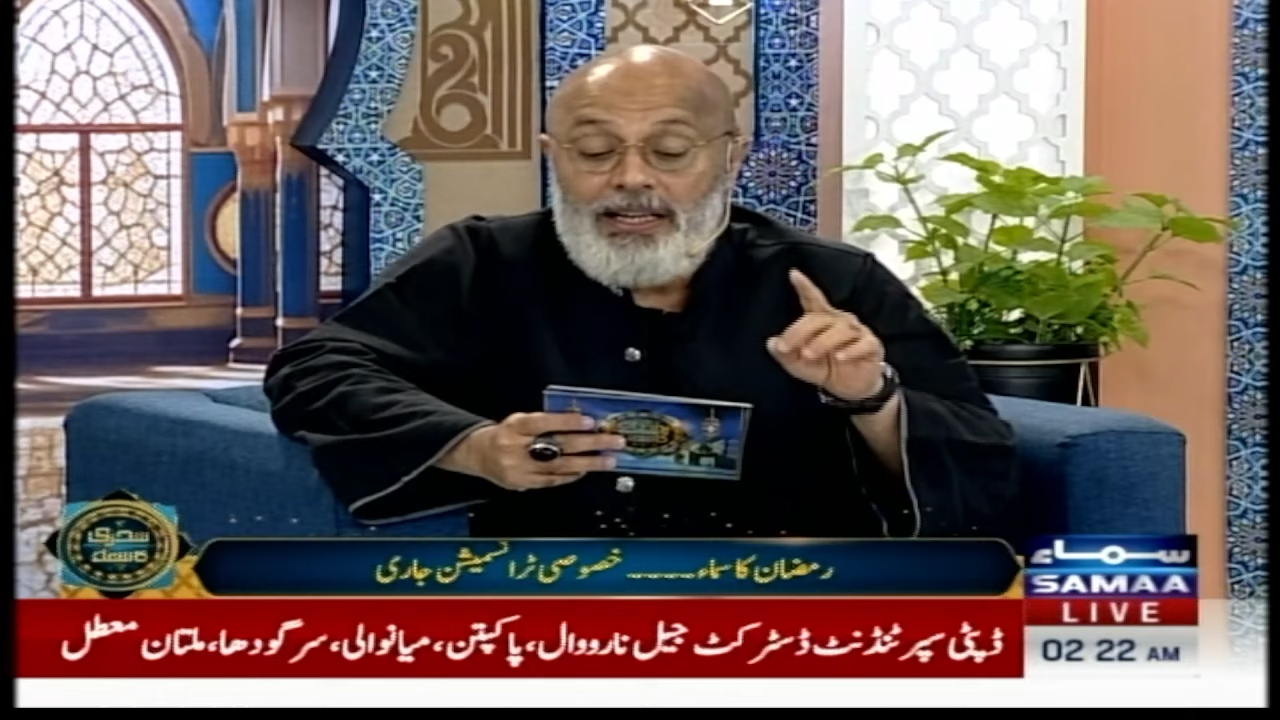 سحری
رمضان کا سماء........ خصوصی ٹرانسمیشن جاری
سماء
SAMAA
LIVE
ڈپٹی سپرنٹنڈنٹ ڈسٹرکٹ جیل نارووال، پاکپتن، میانوالی، سرگودھا، ملتان معطل
02 22 AM